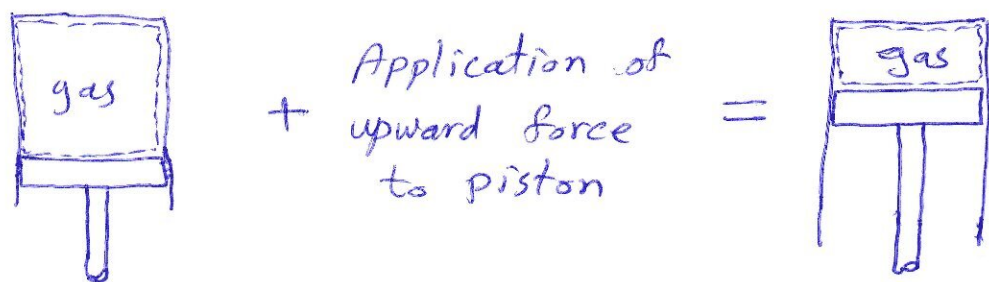 gas
+
Application of
upward force
to piston
=
gas